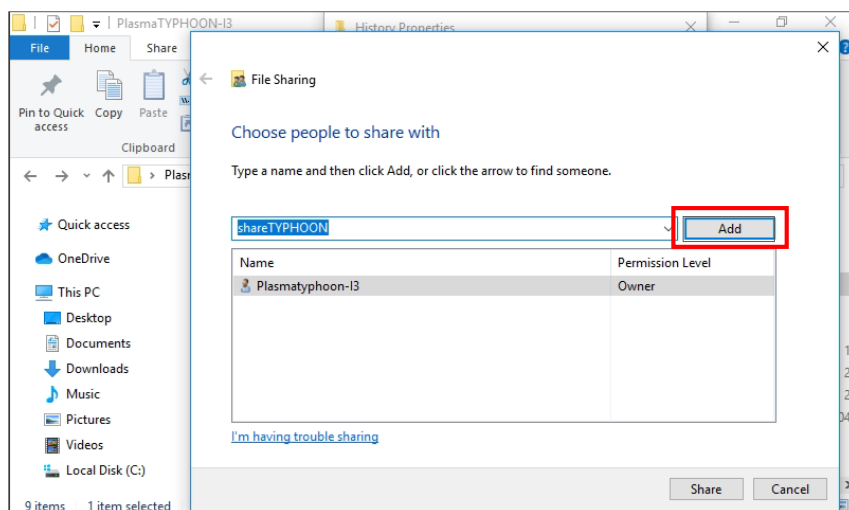 PlasmaTYPHOON-I3
History Properties
File Home Share
File Sharing
Pin to Quick access
Copy
Paste
Clipboard
Choose people to share with
Type a name and then click Add, or click the arrow to find someone.
Quick access
shareTYPHOON
Add
OneDrive
Name
Permission Level
This PC
Plasmatyphoon-I3
Owner
Desktop
Documents
Downloads
Music
Pictures
Videos
I'm having trouble sharing
Local Disk (C:)
Share
Cancel
9 items
1 item selected